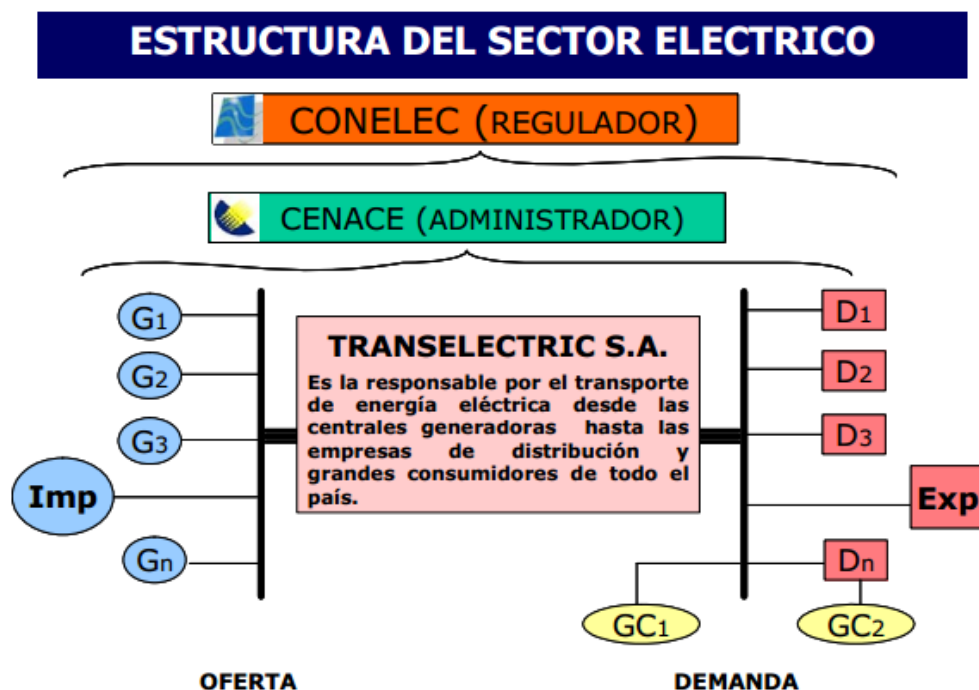 ESTRUCTURA DEL SECTOR ELECTRICO
CONELEC (REGULADOR)
CENACE (ADMINISTRADOR)
G1
G2
G3
Imp
Gn
TRANSELECTRIC S.A.
Es la responsable por el transporte
de energía eléctrica desde las
centrales generadoras hasta las
empresas de distribución y
grandes consumidores de todo el
país.
D1
D2
D3
Exp
Dn
GC1
GC2
OFERTA
DEMANDA